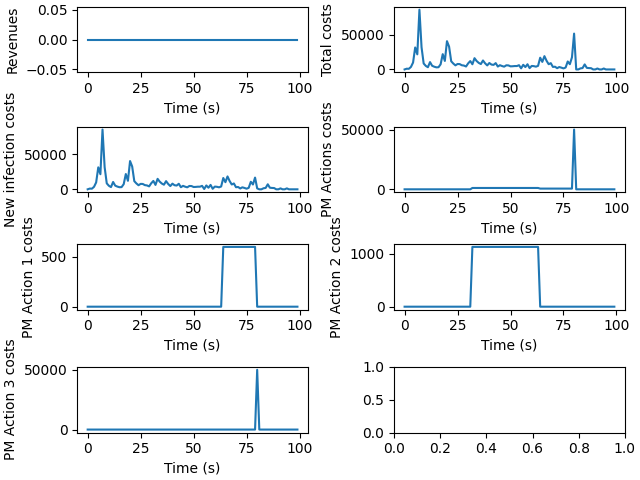 Revenues
0.05
0.00
−0.05
0 25 50 75 100
Time (s)
Total costs
50000
0
0 25 50 75 100
Time (s)
New infection costs
50000
0
0 25 50 75 100
Time (s)
PM Actions costs
50000
0
0 25 50 75 100
Time (s)
PM Action 1 costs
500
0
0 25 50 75 100
Time (s)
PM Action 2 costs
1000
0
0 25 50 75 100
Time (s)
PM Action 3 costs
50000
0
0 25 50 75 100
Time (s)
1.0
0.5
0.0
0.0 0.2 0.4 0.6 0.8 1.0